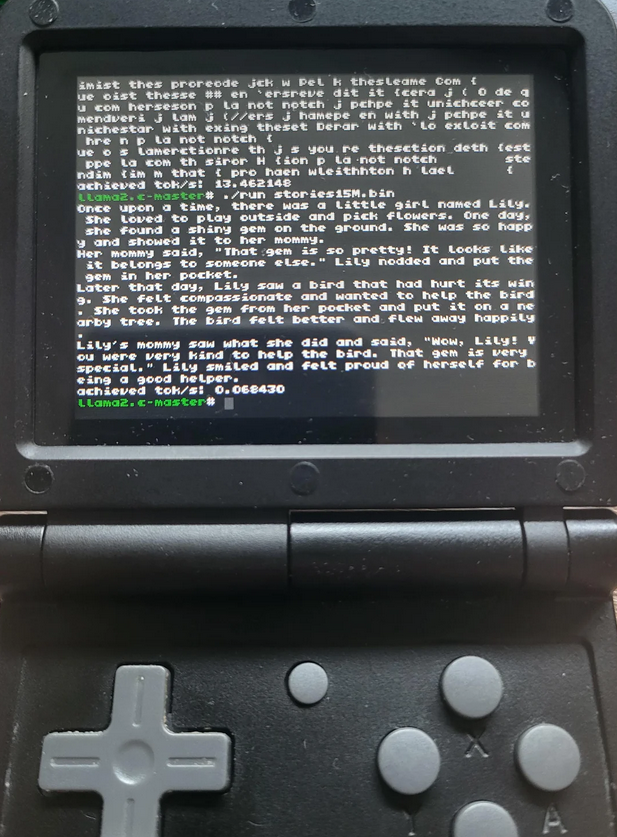 imist thes proreode jck w pel k thesleame Com {
ue oist thesse ## en `ersreve dit it {cera j ( O de q
u com herseson p la not notch j pchpe it unichceer co
mendveri j lam j (//ers j hamepe en with j pchpe it u
nichestar with exing theset Derar with `lo exploit com
hre n p la not notch {
ue o s lamerctionre th j s you re thesction deth {est
ppe la com th siror H {ion p la not notch ste
ndim {im m that { pro haen wleithhton h lael {
achieved tok/s: 13.462148
llama2.c-master# ./run stories15M.bin
Once upon a time, there was a little girl named Lily.
She loved to play outside and pick flowers. One day,
she found a shiny gem on the ground. She was so happ
y and showed it to her mommy.
Her mommy said, "That gem is so pretty! It looks like
it belongs to someone else." Lily nodded and put the
gem in her pocket.
Later that day, Lily saw a bird that had hurt its win
g. She felt compassionate and wanted to help the bird
. She took the gem from her pocket and put it on a ne
arby tree. The bird felt better and flew away happily
.
Lily's mommy saw what she did and said, "Wow, Lily! Y
ou were very kind to help the bird. That gem is very
special." Lily smiled and felt proud of herself for b
eing a good helper.
achieved tok/s: 0.068430
llama2.c-master#
X
Y
A